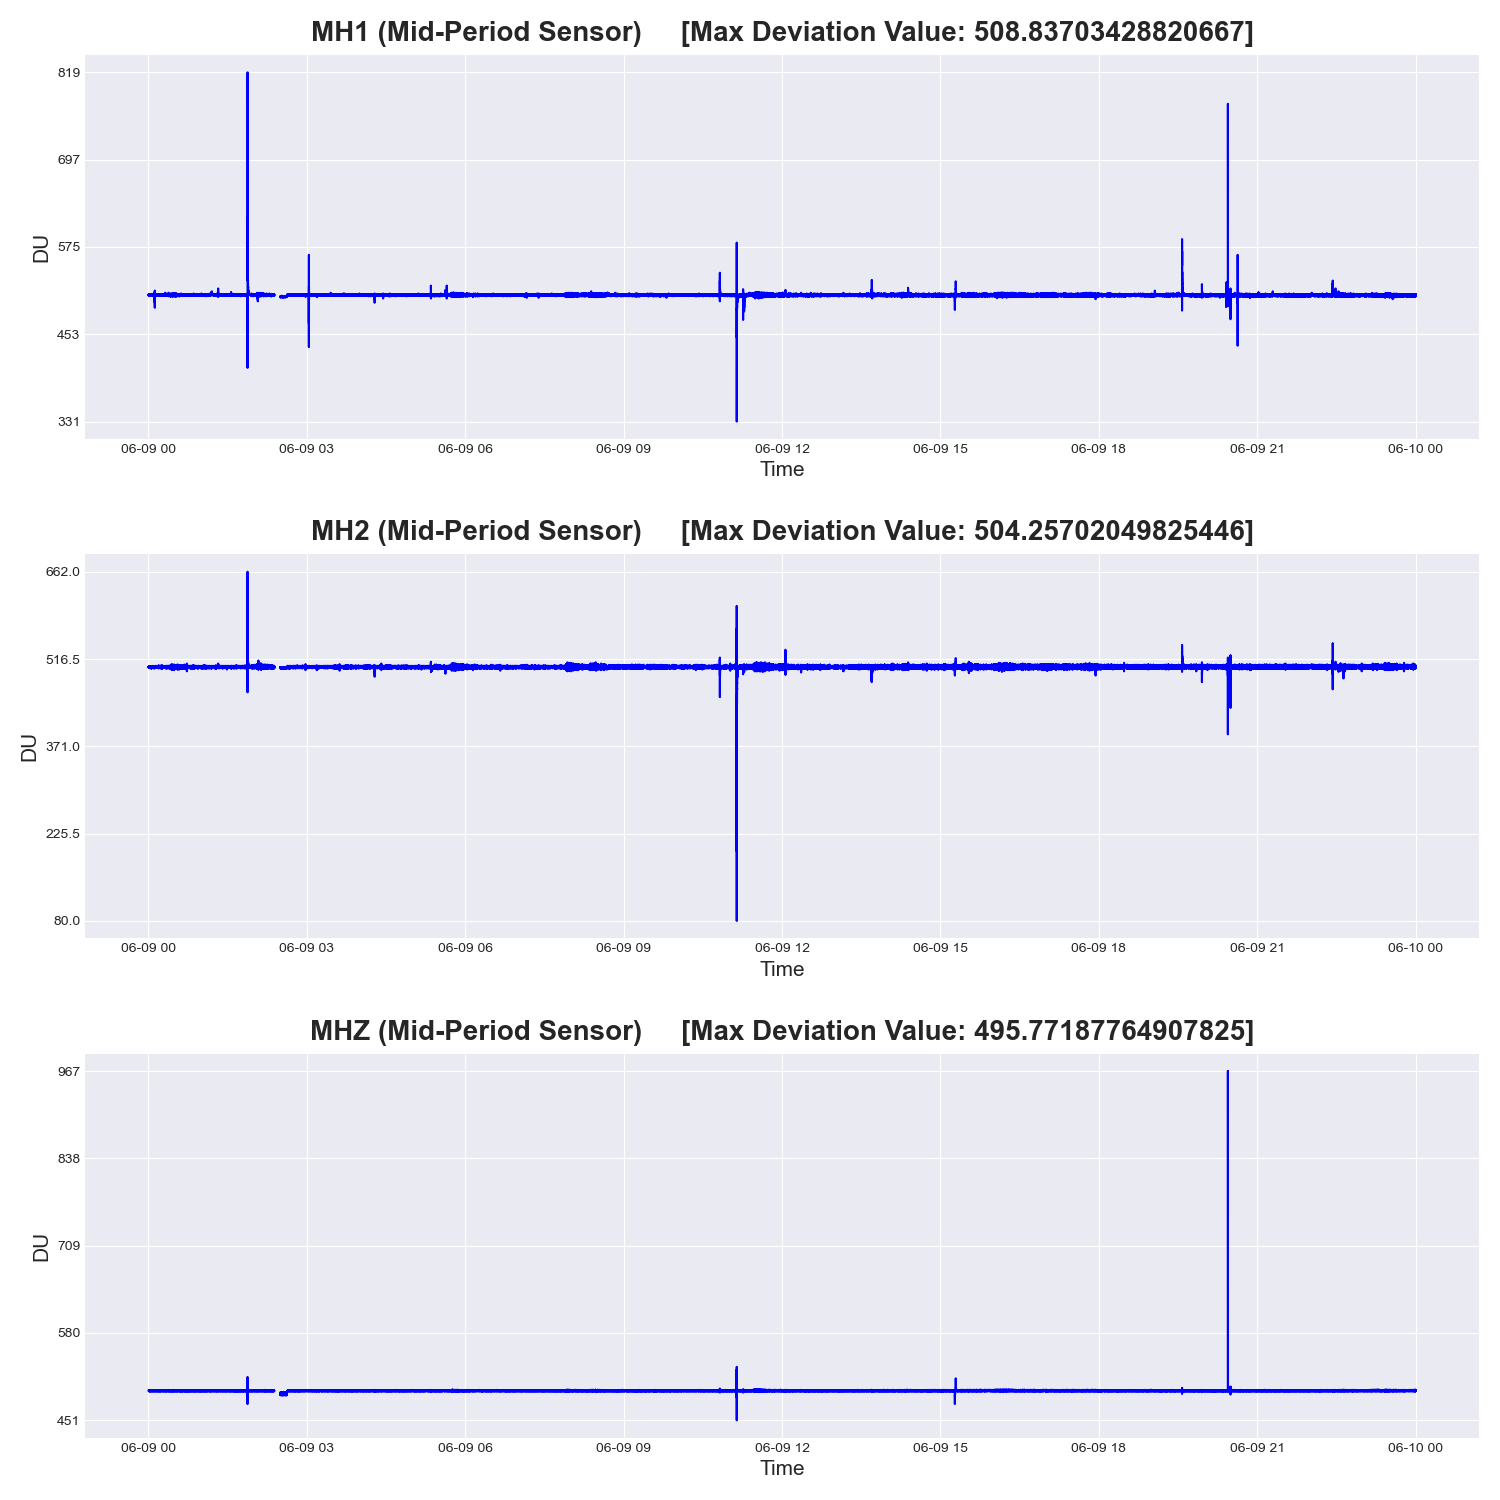 MH1 (Mid-Period Sensor) [Max Deviation Value: 508.83703428820667]
819
697
575
453
331
DU
06-09 00 06-09 03 06-09 06 06-09 09 06-09 12 06-09 15 06-09 18 06-09 21 06-10 00
Time
MH2 (Mid-Period Sensor) [Max Deviation Value: 504.25702049825446]
662.0
516.5
371.0
225.5
80.0
DU
06-09 00 06-09 03 06-09 06 06-09 09 06-09 12 06-09 15 06-09 18 06-09 21 06-10 00
Time
MHZ (Mid-Period Sensor) [Max Deviation Value: 495.77187764907825]
967
838
709
580
451
DU
06-09 00 06-09 03 06-09 06 06-09 09 06-09 12 06-09 15 06-09 18 06-09 21 06-10 00
Time